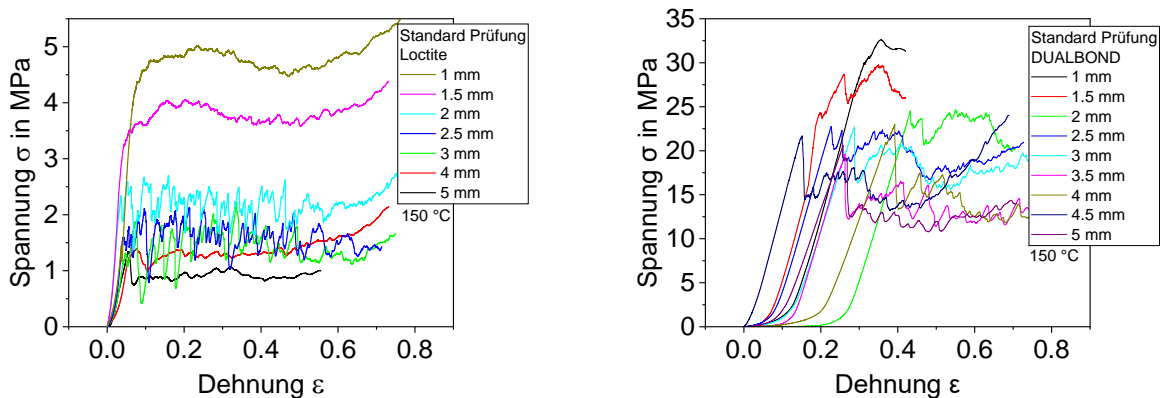 Standard Prüfung
Loctite
1 mm
1.5 mm
2 mm
2.5 mm
3 mm
4 mm
5 mm
150 °C
5
4
3
2
1
0
0.0 0.2 0.4 0.6 0.8
Spannung σ in MPa
Dehnung ε
Standard Prüfung
DUALBOND
1 mm
1.5 mm
2 mm
2.5 mm
3 mm
3.5 mm
4 mm
4.5 mm
5 mm
150 °C
35
30
25
20
15
10
5
0
0.0 0.2 0.4 0.6 0.8
Spannung σ in MPa
Dehnung ε